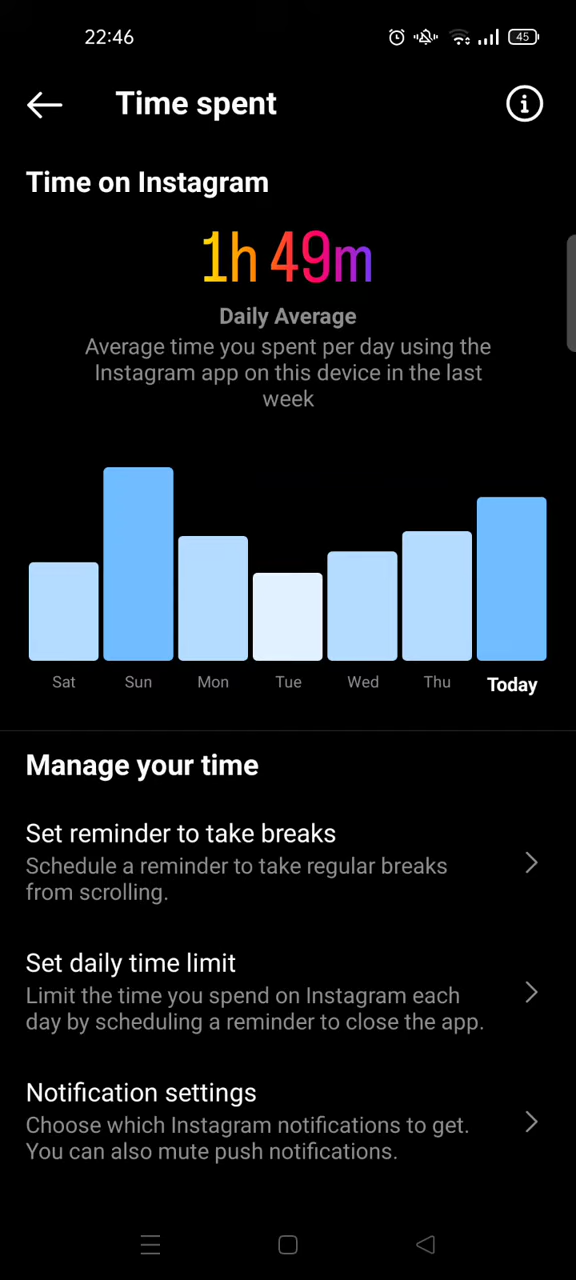 22:46
45
Time spent
Time on Instagram
1h 49m
Daily Average
Average time you spent per day using the
Instagram app on this device in the last
week
Sat Sun Mon Tue Wed Thu Today
Manage your time
Set reminder to take breaks
Schedule a reminder to take regular breaks
from scrolling.
Set daily time limit
Limit the time you spend on Instagram each
day by scheduling a reminder to close the app.
Notification settings
Choose which Instagram notifications to get.
You can also mute push notifications.